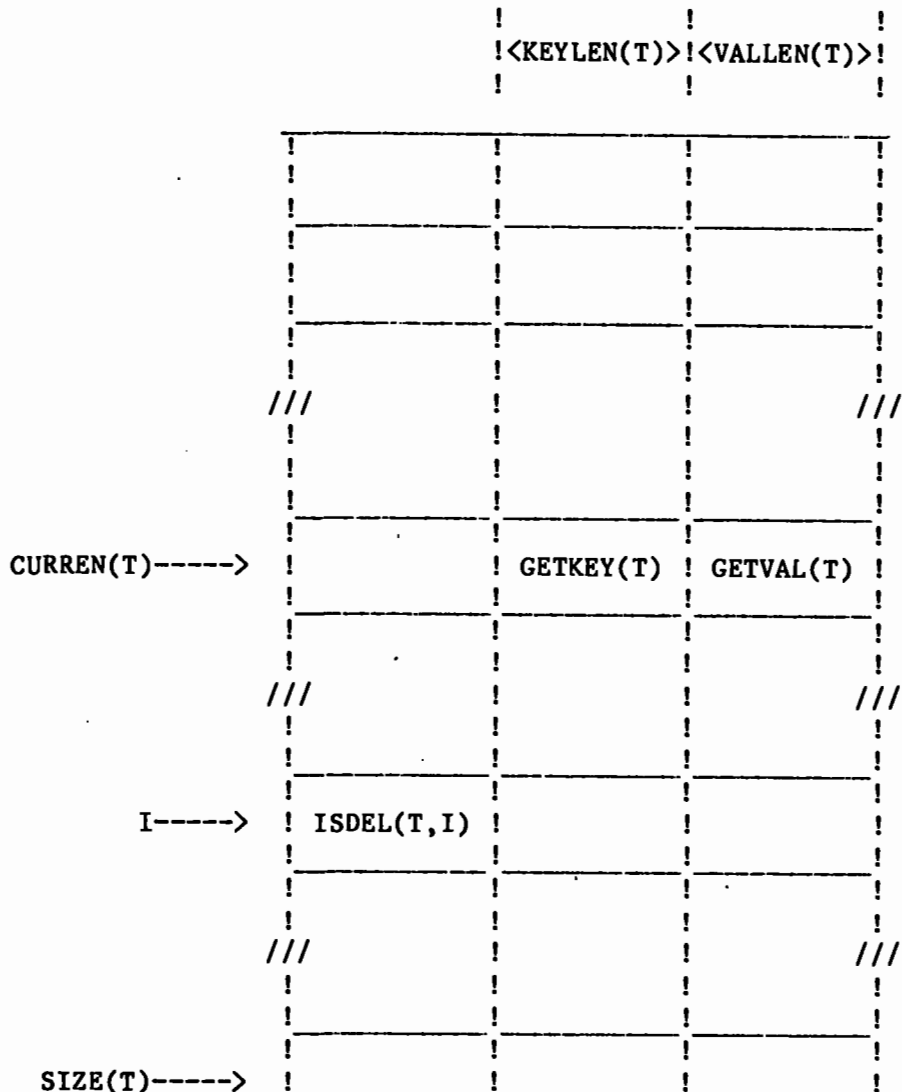 <KEYLEN(T)> <VALLEN(T)>
///  ///
CURREN(T)-----> GETKEY(T) GETVAL(T)
///  ///
I-----> ISDEL(T,I)
///  ///
SIZE(T)----->